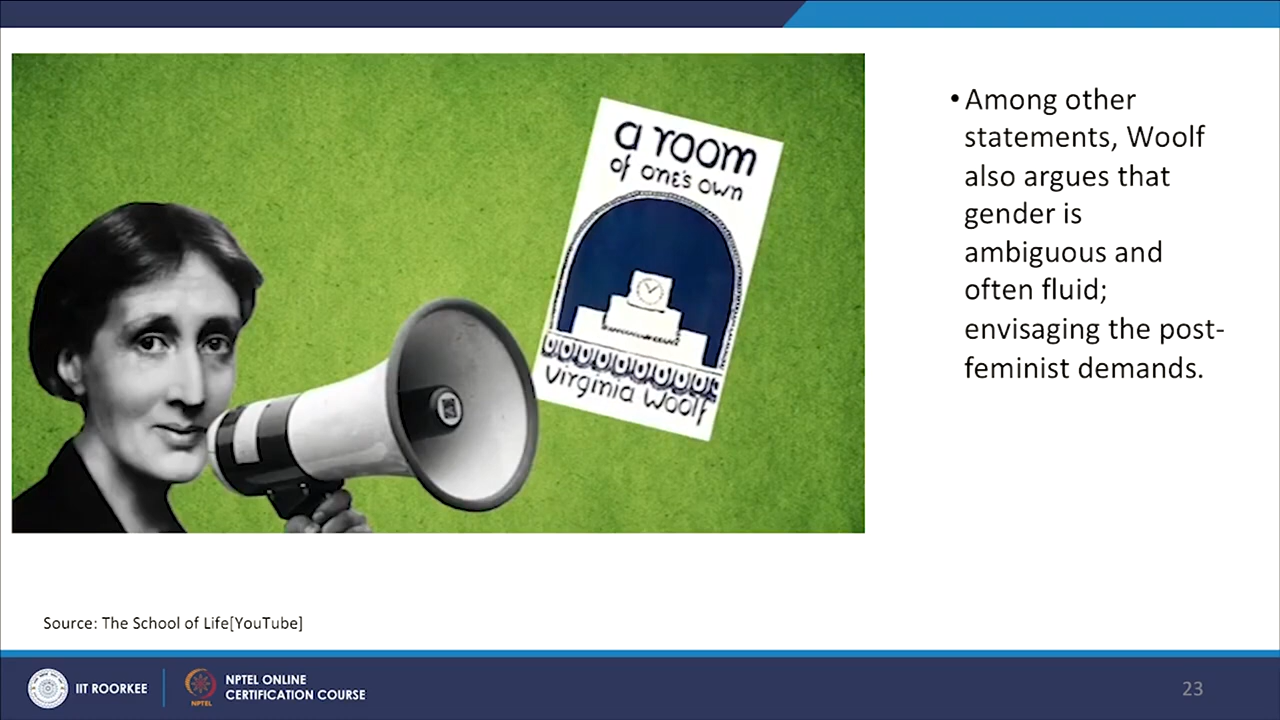 a room
of one's own
virginia woolf
• Among other
statements, Woolf
also argues that
gender is
ambiguous and
often fluid;
envisaging the post-
feminist demands.
Source: The School of Life[YouTube]
IIT ROORKEE
NPTEL
NPTEL ONLINE
CERTIFICATION COURSE
23